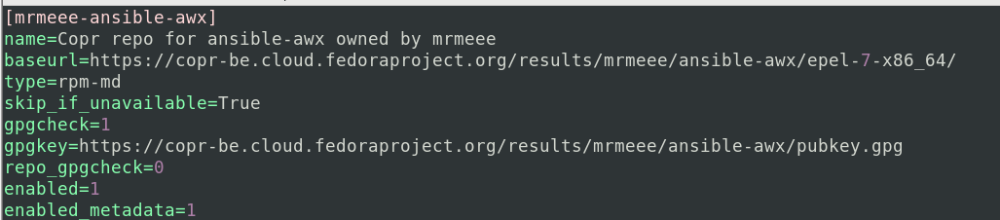 [mrmeee-ansible-awx]
name=Copr repo for ansible-awx owned by mrmeee
baseurl=https://copr-be.cloud.fedoraproject.org/results/mrmeee/ansible-awx/epel-7-x86_64/
type=rpm-md
skip_if_unavailable=True
gpgcheck=1
gpgkey=https://copr-be.cloud.fedoraproject.org/results/mrmeee/ansible-awx/pubkey.gpg
repo_gpgcheck=0
enabled=1
enabled_metadata=1